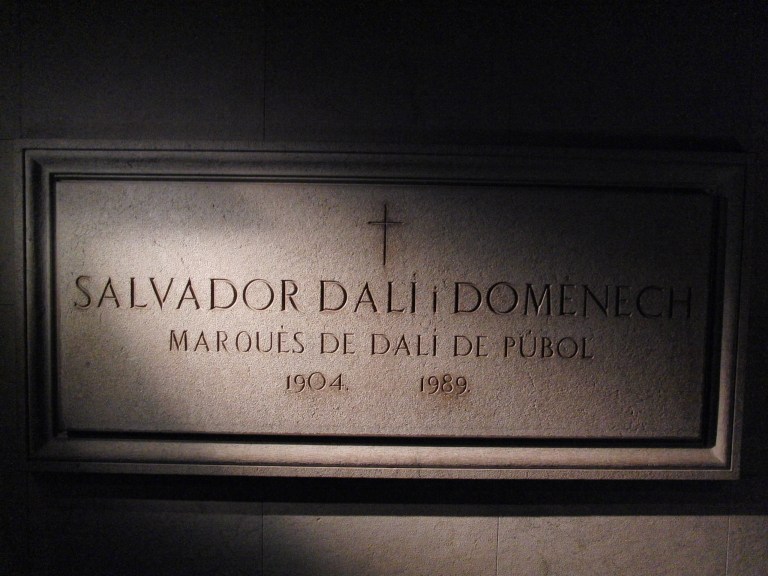 SALVADOR DALÍ i DOMÈNECH
MARQUÈS DE DALÍ DE PÚBOL
1904. 1989.